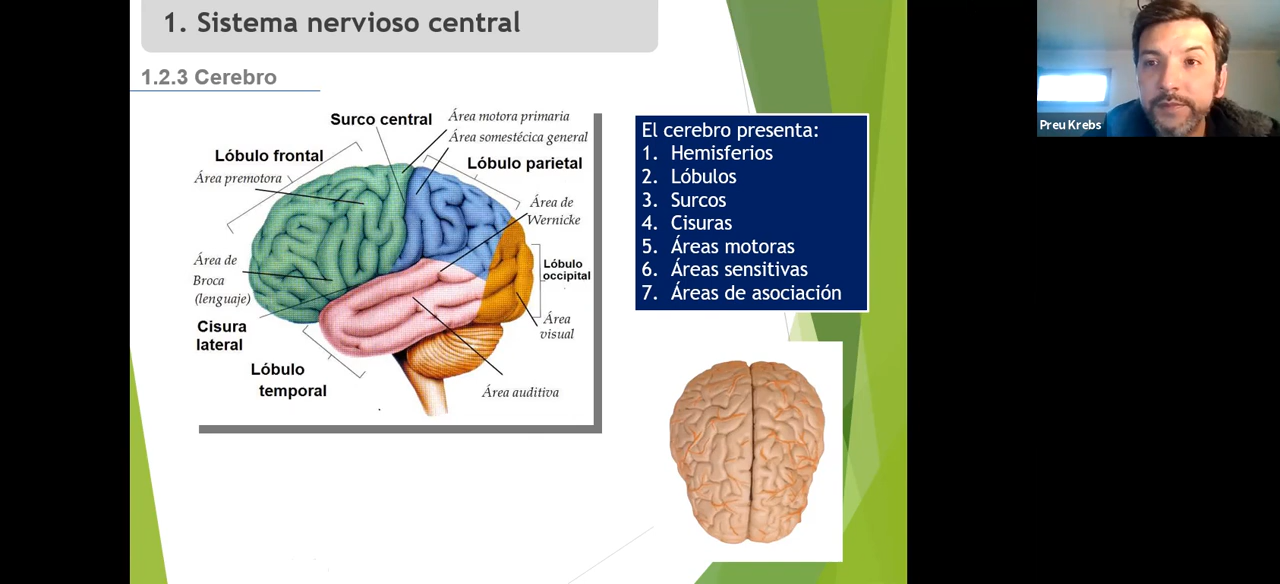 1. Sistema nervioso central
1.2.3 Cerebro
Surco central
Área motora primaria
Área somestécica general
Lóbulo frontal
Lóbulo parietal
Área premotora
Área de
Wernicke
Área de
Broca
(lenguaje)
Lóbulo
occipital
Cisura
lateral
Área
visual
Lóbulo
temporal
Área auditiva
El cerebro presenta:
1. Hemisferios
2. Lóbulos
3. Surcos
4. Cisuras
5. Áreas motoras
6. Áreas sensitivas
7. Áreas de asociación
Preu Krebs